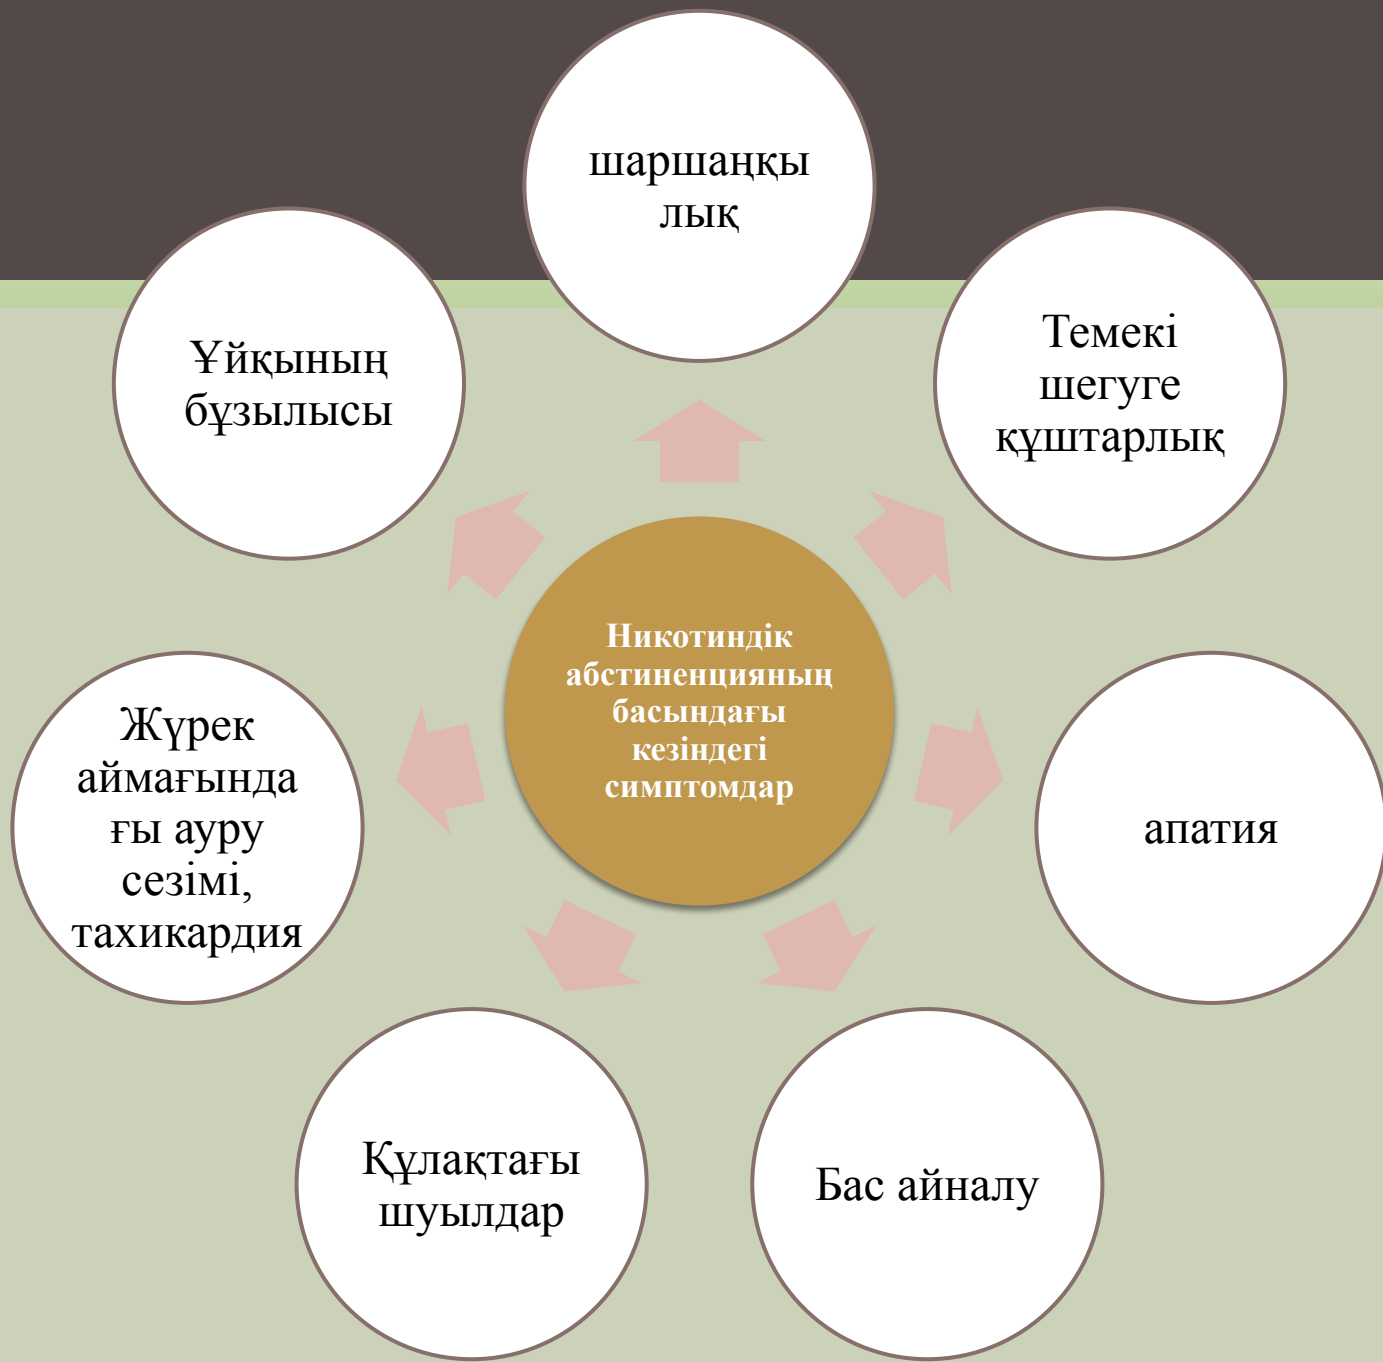 шаршаңқы
лық
Темекі
шегуге
құштарлық
апатия
Бас айналу
Құлақтағы
шуылдар
Жүрек
аймағында
ғы ауру
сезімі,
тахикардия
Ұйқының
бұзылысы
Никотиндік
абстиненцияның
басындағы
кезіндегі
симптомдар